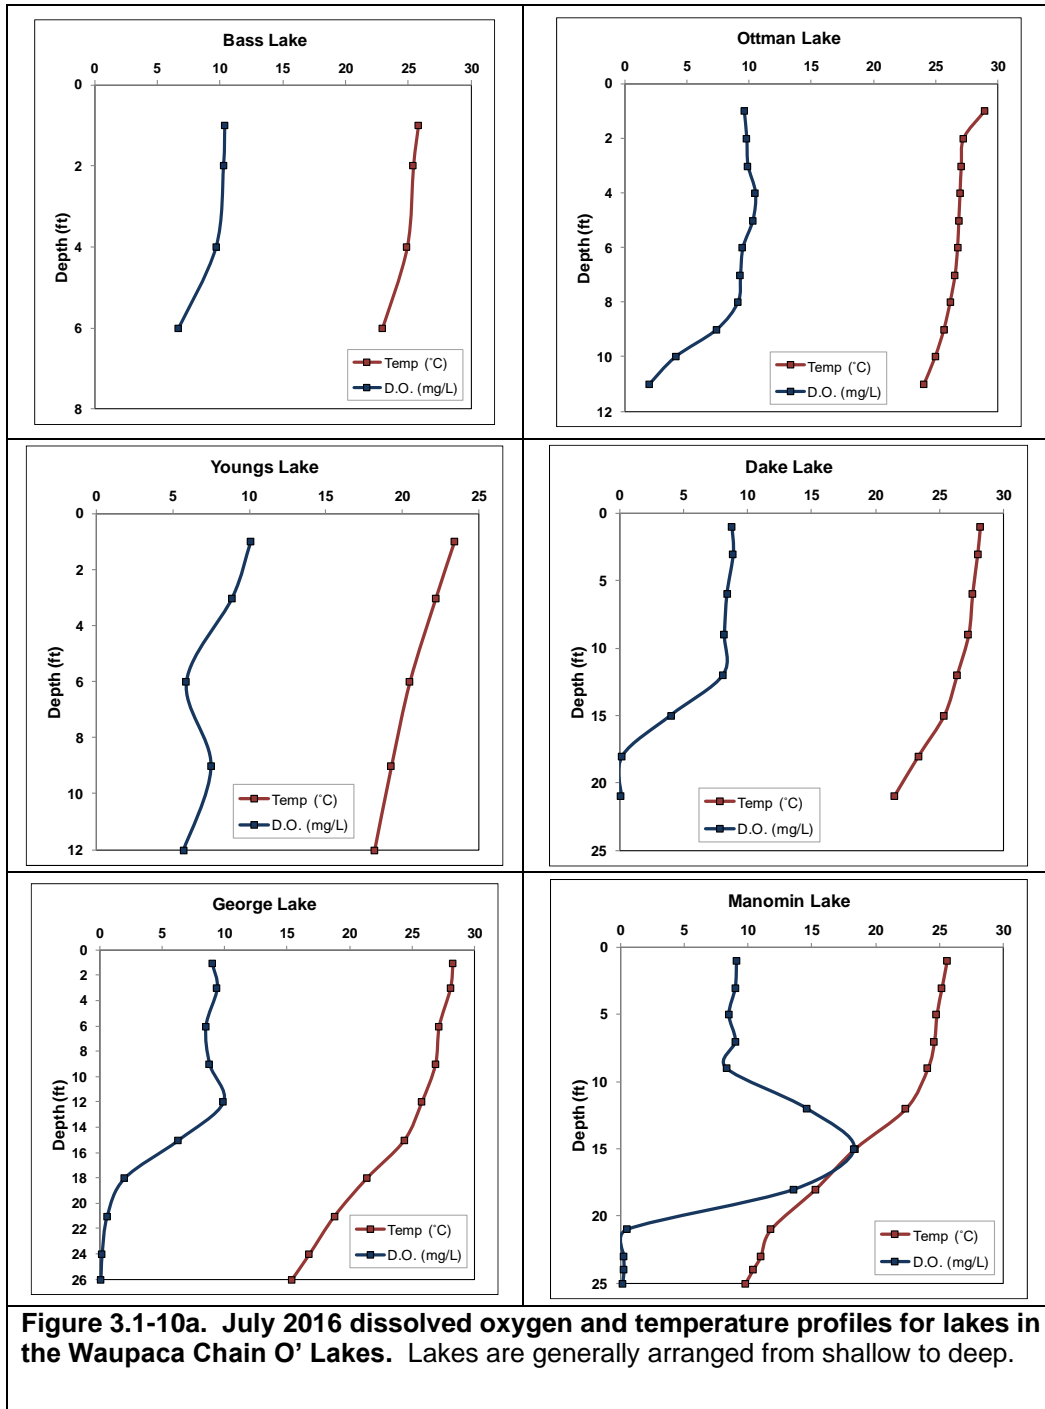 Bass Lake
0 5 10 15 20 25 30
0
2
4
6
8
Depth (ft)
Temp (˚C)
D.O. (mg/L)
Ottman Lake
0 5 10 15 20 25 30
0
2
4
6
8
10
12
Depth (ft)
Temp (˚C)
D.O. (mg/L)
Youngs Lake
0 5 10 15 20 25
0
2
4
6
8
10
12
Depth (ft)
Temp (˚C)
D.O. (mg/L)
Dake Lake
0 5 10 15 20 25 30
0
5
10
15
20
25
Depth (ft)
Temp (˚C)
D.O. (mg/L)
George Lake
0 5 10 15 20 25 30
0
2
4
6
8
10
12
14
16
18
20
22
24
26
Depth (ft)
Temp (˚C)
D.O. (mg/L)
Manomin Lake
0 5 10 15 20 25 30
0
5
10
15
20
25
Depth (ft)
Temp (˚C)
D.O. (mg/L)
Figure 3.1-10a. July 2016 dissolved oxygen and temperature profiles for lakes in
the Waupaca Chain O’ Lakes. Lakes are generally arranged from shallow to deep.